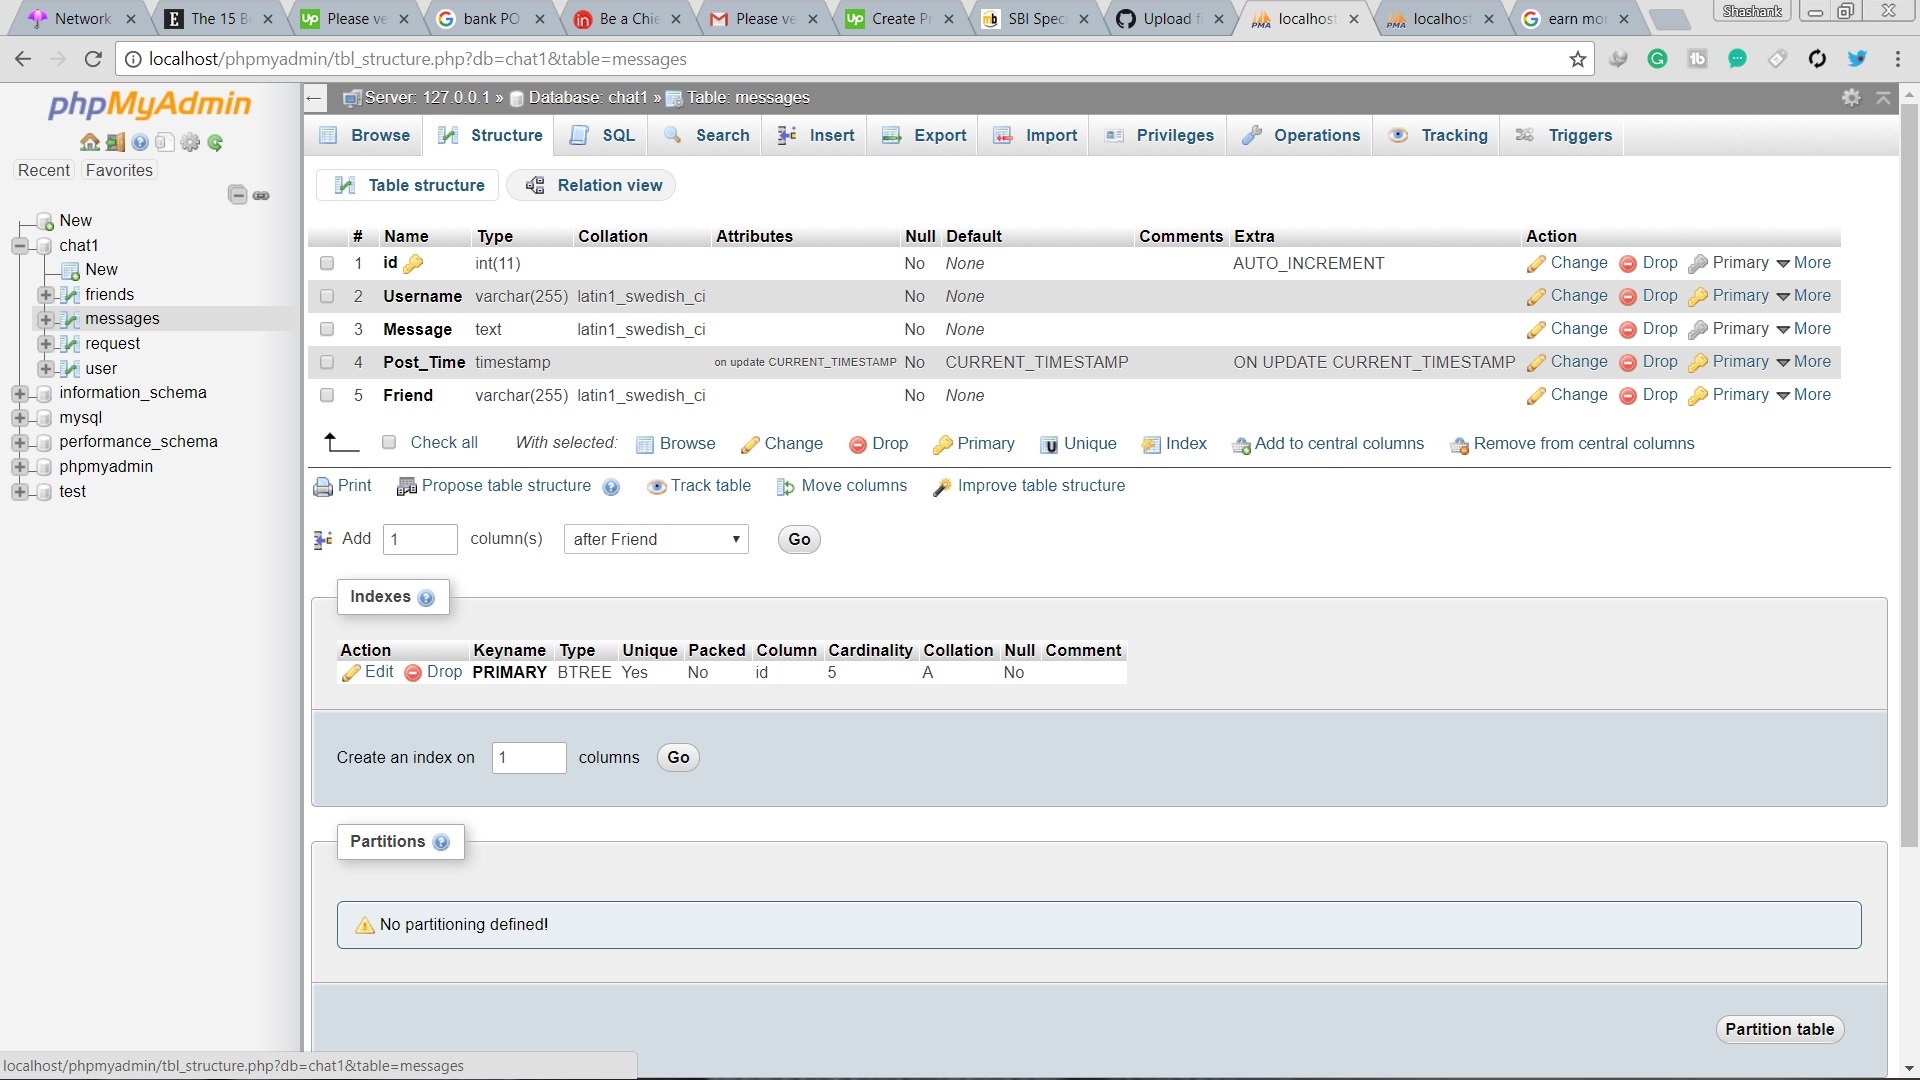 Network
The 15 B
Please ve
bank PO
Be a Chie
Please ve
Create Pr
SBI Speci
Upload f
localhost
localhost
earn mo
Shashank
localhost/phpmyadmin/tbl_structure.php?db=chat1&table=messages
phpMyAdmin
Recent Favorites
New
chat1
New
friends
messages
request
user
information_schema
mysql
performance_schema
phpmyadmin
test
Server: 127.0.0.1 » Database: chat1 » Table: messages
Browse Structure SQL Search Insert Export Import Privileges Operations Tracking Triggers
Table structure Relation view
# Name Type Collation Attributes Null Default Comments Extra Action
1 id int(11) No None AUTO_INCREMENT Change Drop Primary More
2 Username varchar(255) latin1_swedish_ci No None Change Drop Primary More
3 Message text latin1_swedish_ci No None Change Drop Primary More
4 Post_Time timestamp on update CURRENT_TIMESTAMP No CURRENT_TIMESTAMP ON UPDATE CURRENT_TIMESTAMP Change Drop Primary More
5 Friend varchar(255) latin1_swedish_ci No None Change Drop Primary More
Check all With selected: Browse Change Drop Primary Unique Index Add to central columns Remove from central columns
Print Propose table structure Track table Move columns Improve table structure
Add 1 column(s) after Friend Go
Indexes
Action Keyname Type Unique Packed Column Cardinality Collation Null Comment
Edit Drop PRIMARY BTREE Yes No id 5 A No
Create an index on 1 columns Go
Partitions
No partitioning defined!
Partition table
localhost/phpmyadmin/tbl_structure.php?db=chat1&table=messages